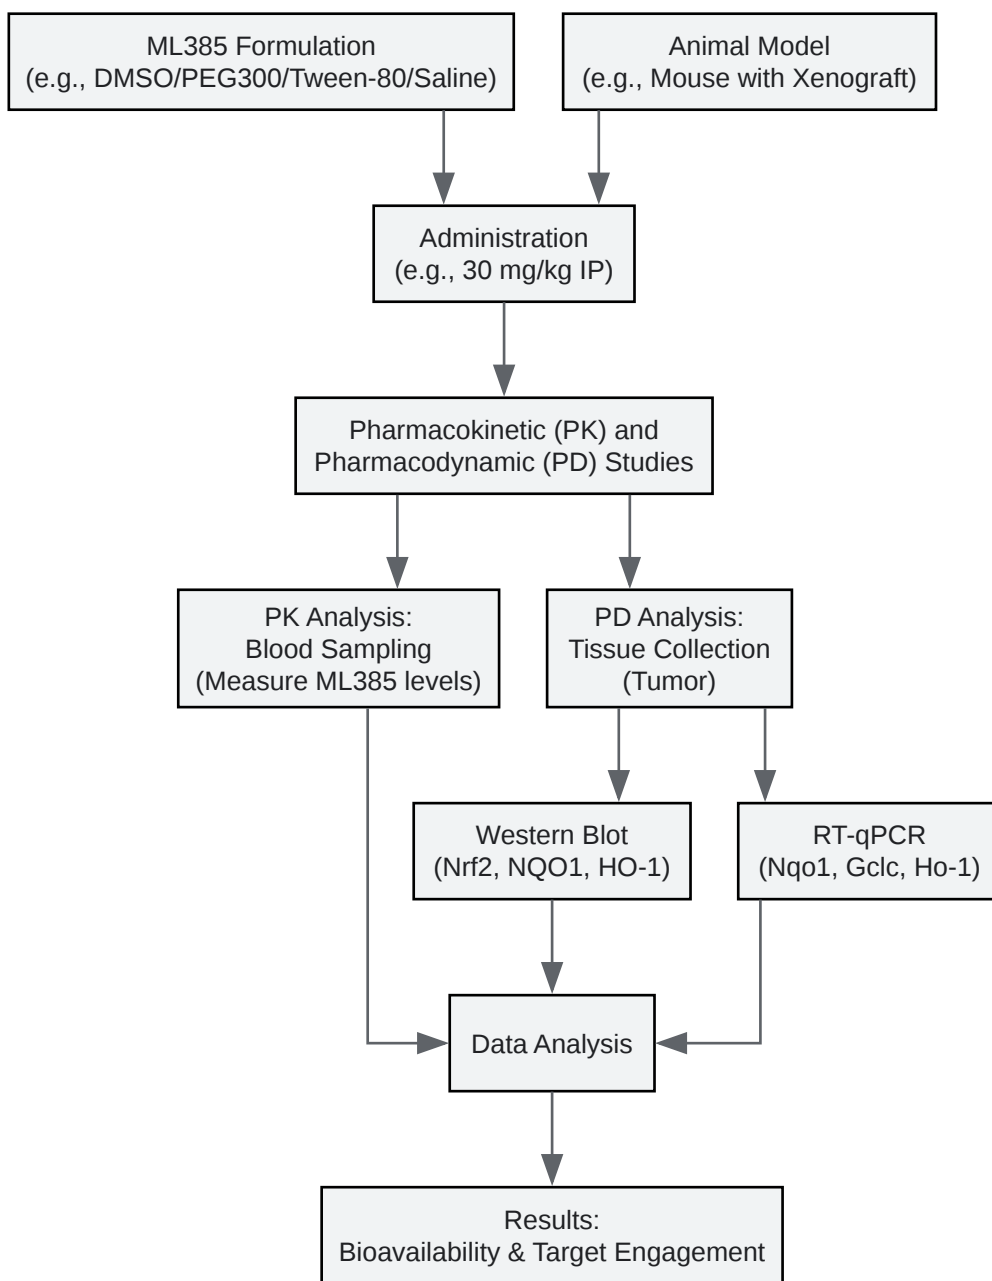 ML385 Formulation
(e.g., DMSO/PEG300/Tween-80/Saline)
Animal Model
(e.g., Mouse with Xenograft)
Administration
(e.g., 30 mg/kg IP)
Pharmacokinetic (PK) and
Pharmacodynamic (PD) Studies
PK Analysis:
Blood Sampling
(Measure ML385 levels)
PD Analysis:
Tissue Collection
(Tumor)
Western Blot
(Nrf2, NQO1, HO-1)
RT-qPCR
(Nqo1, Gclc, Ho-1)
Data Analysis
Results:
Bioavailability & Target Engagement